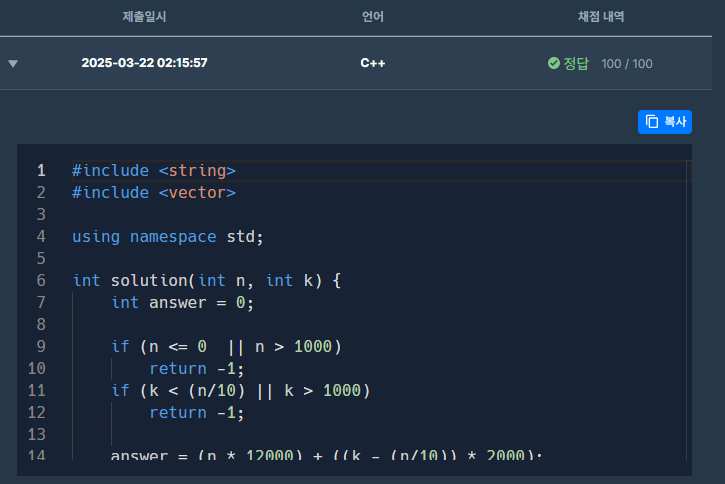 제출일시 언어 채점 내역
2025-03-22 02:15:57 C++ 정답 100 / 100
복사
1 #include <string>
2 #include <vector>
3
4 using namespace std;
5
6 int solution(int n, int k) {
7 int answer = 0;
8
9 if (n <= 0  || n > 1000)
10 return -1;
11 if (k < (n/10) || k > 1000)
12 return -1;
13
14 answer = (n * 12000) + ((k - (n/10)) * 2000);